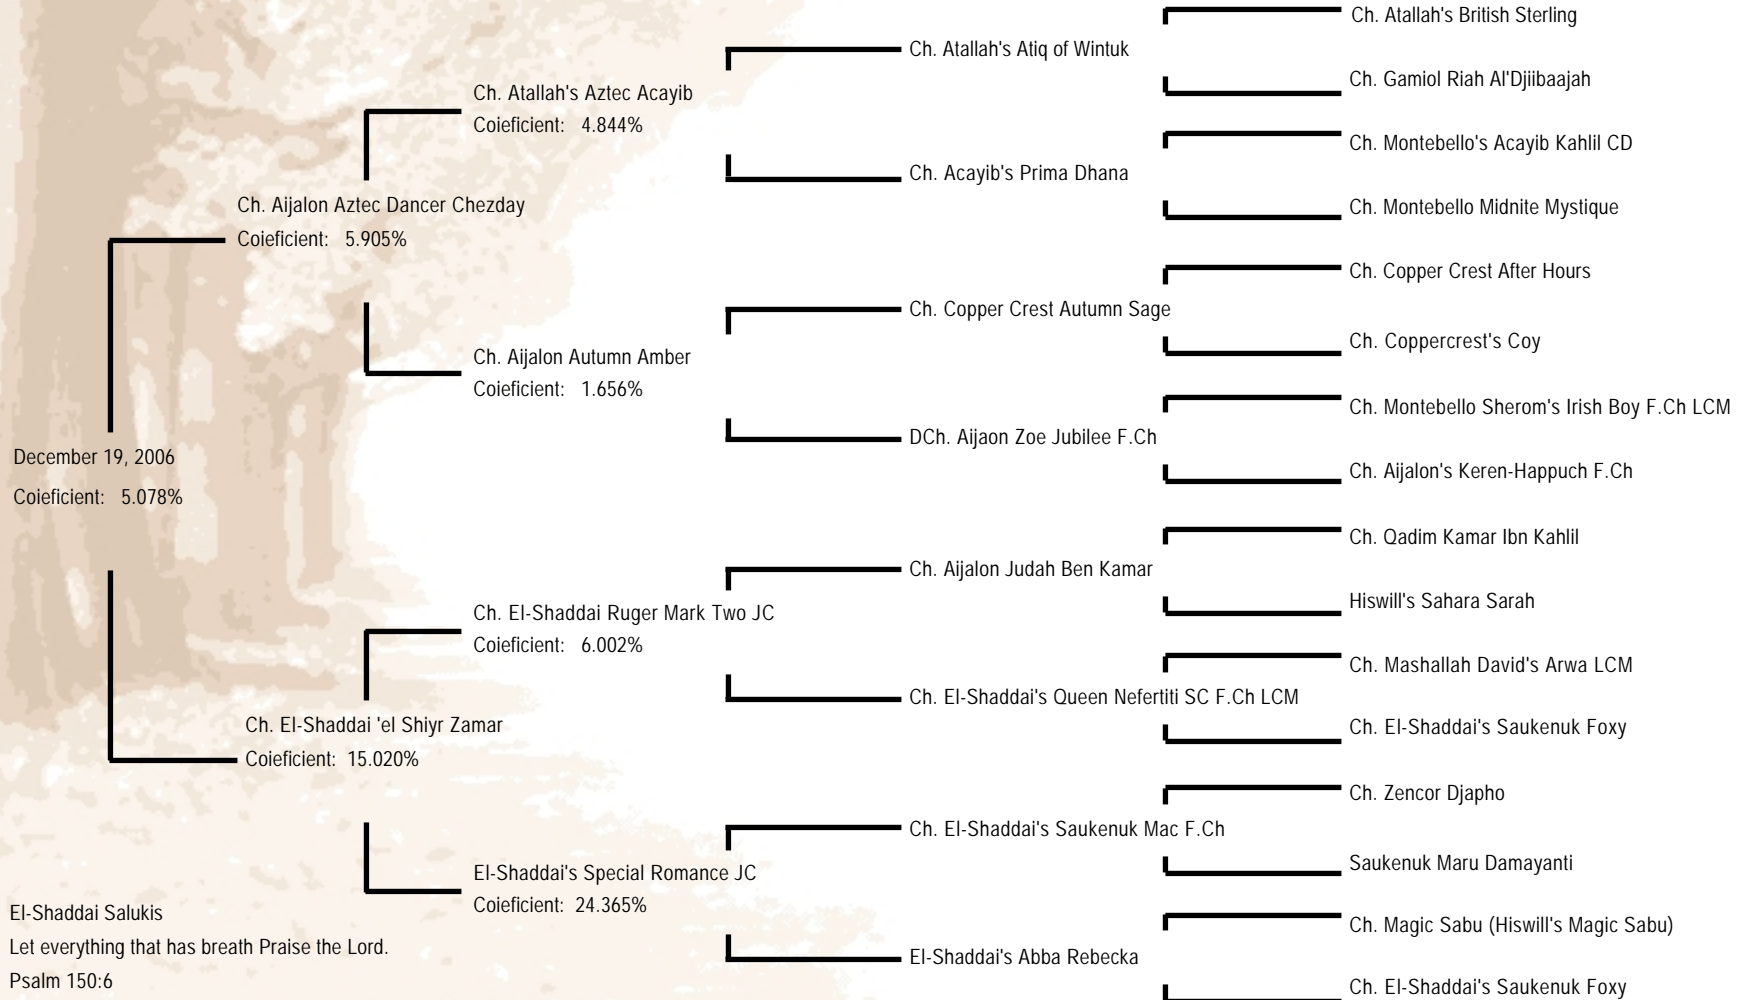 Ch. Atallah's British Sterling
Ch. Atallah's Atiq of Wintuk
Ch. Gamiol Riah Al'Djiibaajah
Ch. Atallah's Aztec Acayib
Coieficient: 4.844%
Ch. Montebello's Acayib Kahlil CD
Ch. Acayib's Prima Dhana
Ch. Montebello Midnite Mystique
Ch. Aijalon Aztec Dancer Chezday
Coieficient: 5.905%
Ch. Copper Crest After Hours
Ch. Copper Crest Autumn Sage
Ch. Coppercrest's Coy
Ch. Aijalon Autumn Amber
Coieficient: 1.656%
Ch. Montebello Sherom's Irish Boy F.Ch LCM
DCh. Aijaon Zoe Jubilee F.Ch
Ch. Aijalon's Keren-Happuch F.Ch
December 19, 2006
Coieficient: 5.078%
Ch. Qadim Kamar Ibn Kahlil
Ch. Aijalon Judah Ben Kamar
Hiswill's Sahara Sarah
Ch. El-Shaddai Ruger Mark Two JC
Coieficient: 6.002%
Ch. Mashallah David's Arwa LCM
Ch. El-Shaddai's Queen Nefertiti SC F.Ch LCM
Ch. El-Shaddai's Saukenuk Foxy
Ch. El-Shaddai 'el Shiyr Zamar
Coieficient: 15.020%
Ch. Zencor Djapho
Ch. El-Shaddai's Saukenuk Mac F.Ch
Saukenuk Maru Damayanti
El-Shaddai's Special Romance JC
Coieficient: 24.365%
Ch. Magic Sabu (Hiswill's Magic Sabu)
El-Shaddai's Abba Rebecka
Ch. El-Shaddai's Saukenuk Foxy
El-Shaddai Salukis
Let everything that has breath Praise the Lord.
Psalm 150:6